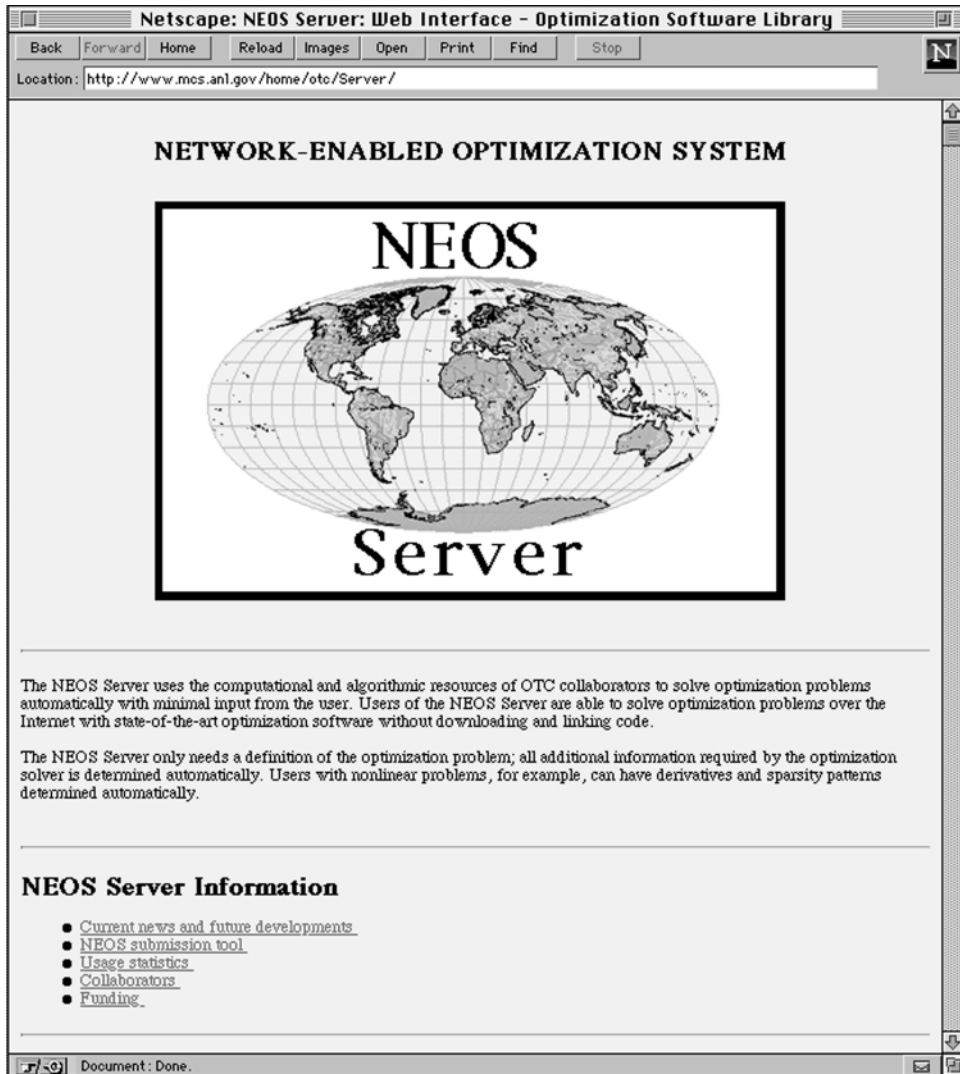 Netscape: NEOS Server: Web Interface - Optimization Software Library
Back Forward Home Reload Images Open Print Find Stop
N
Location: http://www.mcs.anl.gov/home/otc/Server/
NETWORK-ENABLED OPTIMIZATION SYSTEM
NEOS
Server
The NEOS Server uses the computational and algorithmic resources of OTC collaborators to solve optimization problems
automatically with minimal input from the user. Users of the NEOS Server are able to solve optimization problems over the
Internet with state-of-the-art optimization software without downloading and linking code.
The NEOS Server only needs a definition of the optimization problem; all additional information required by the optimization
solver is determined automatically. Users with nonlinear problems, for example, can have derivatives and sparsity patterns
determined automatically.
NEOS Server Information
Current news and future developments
NEOS submission tool
Usage statistics
Collaborators
Funding
Document: Done.